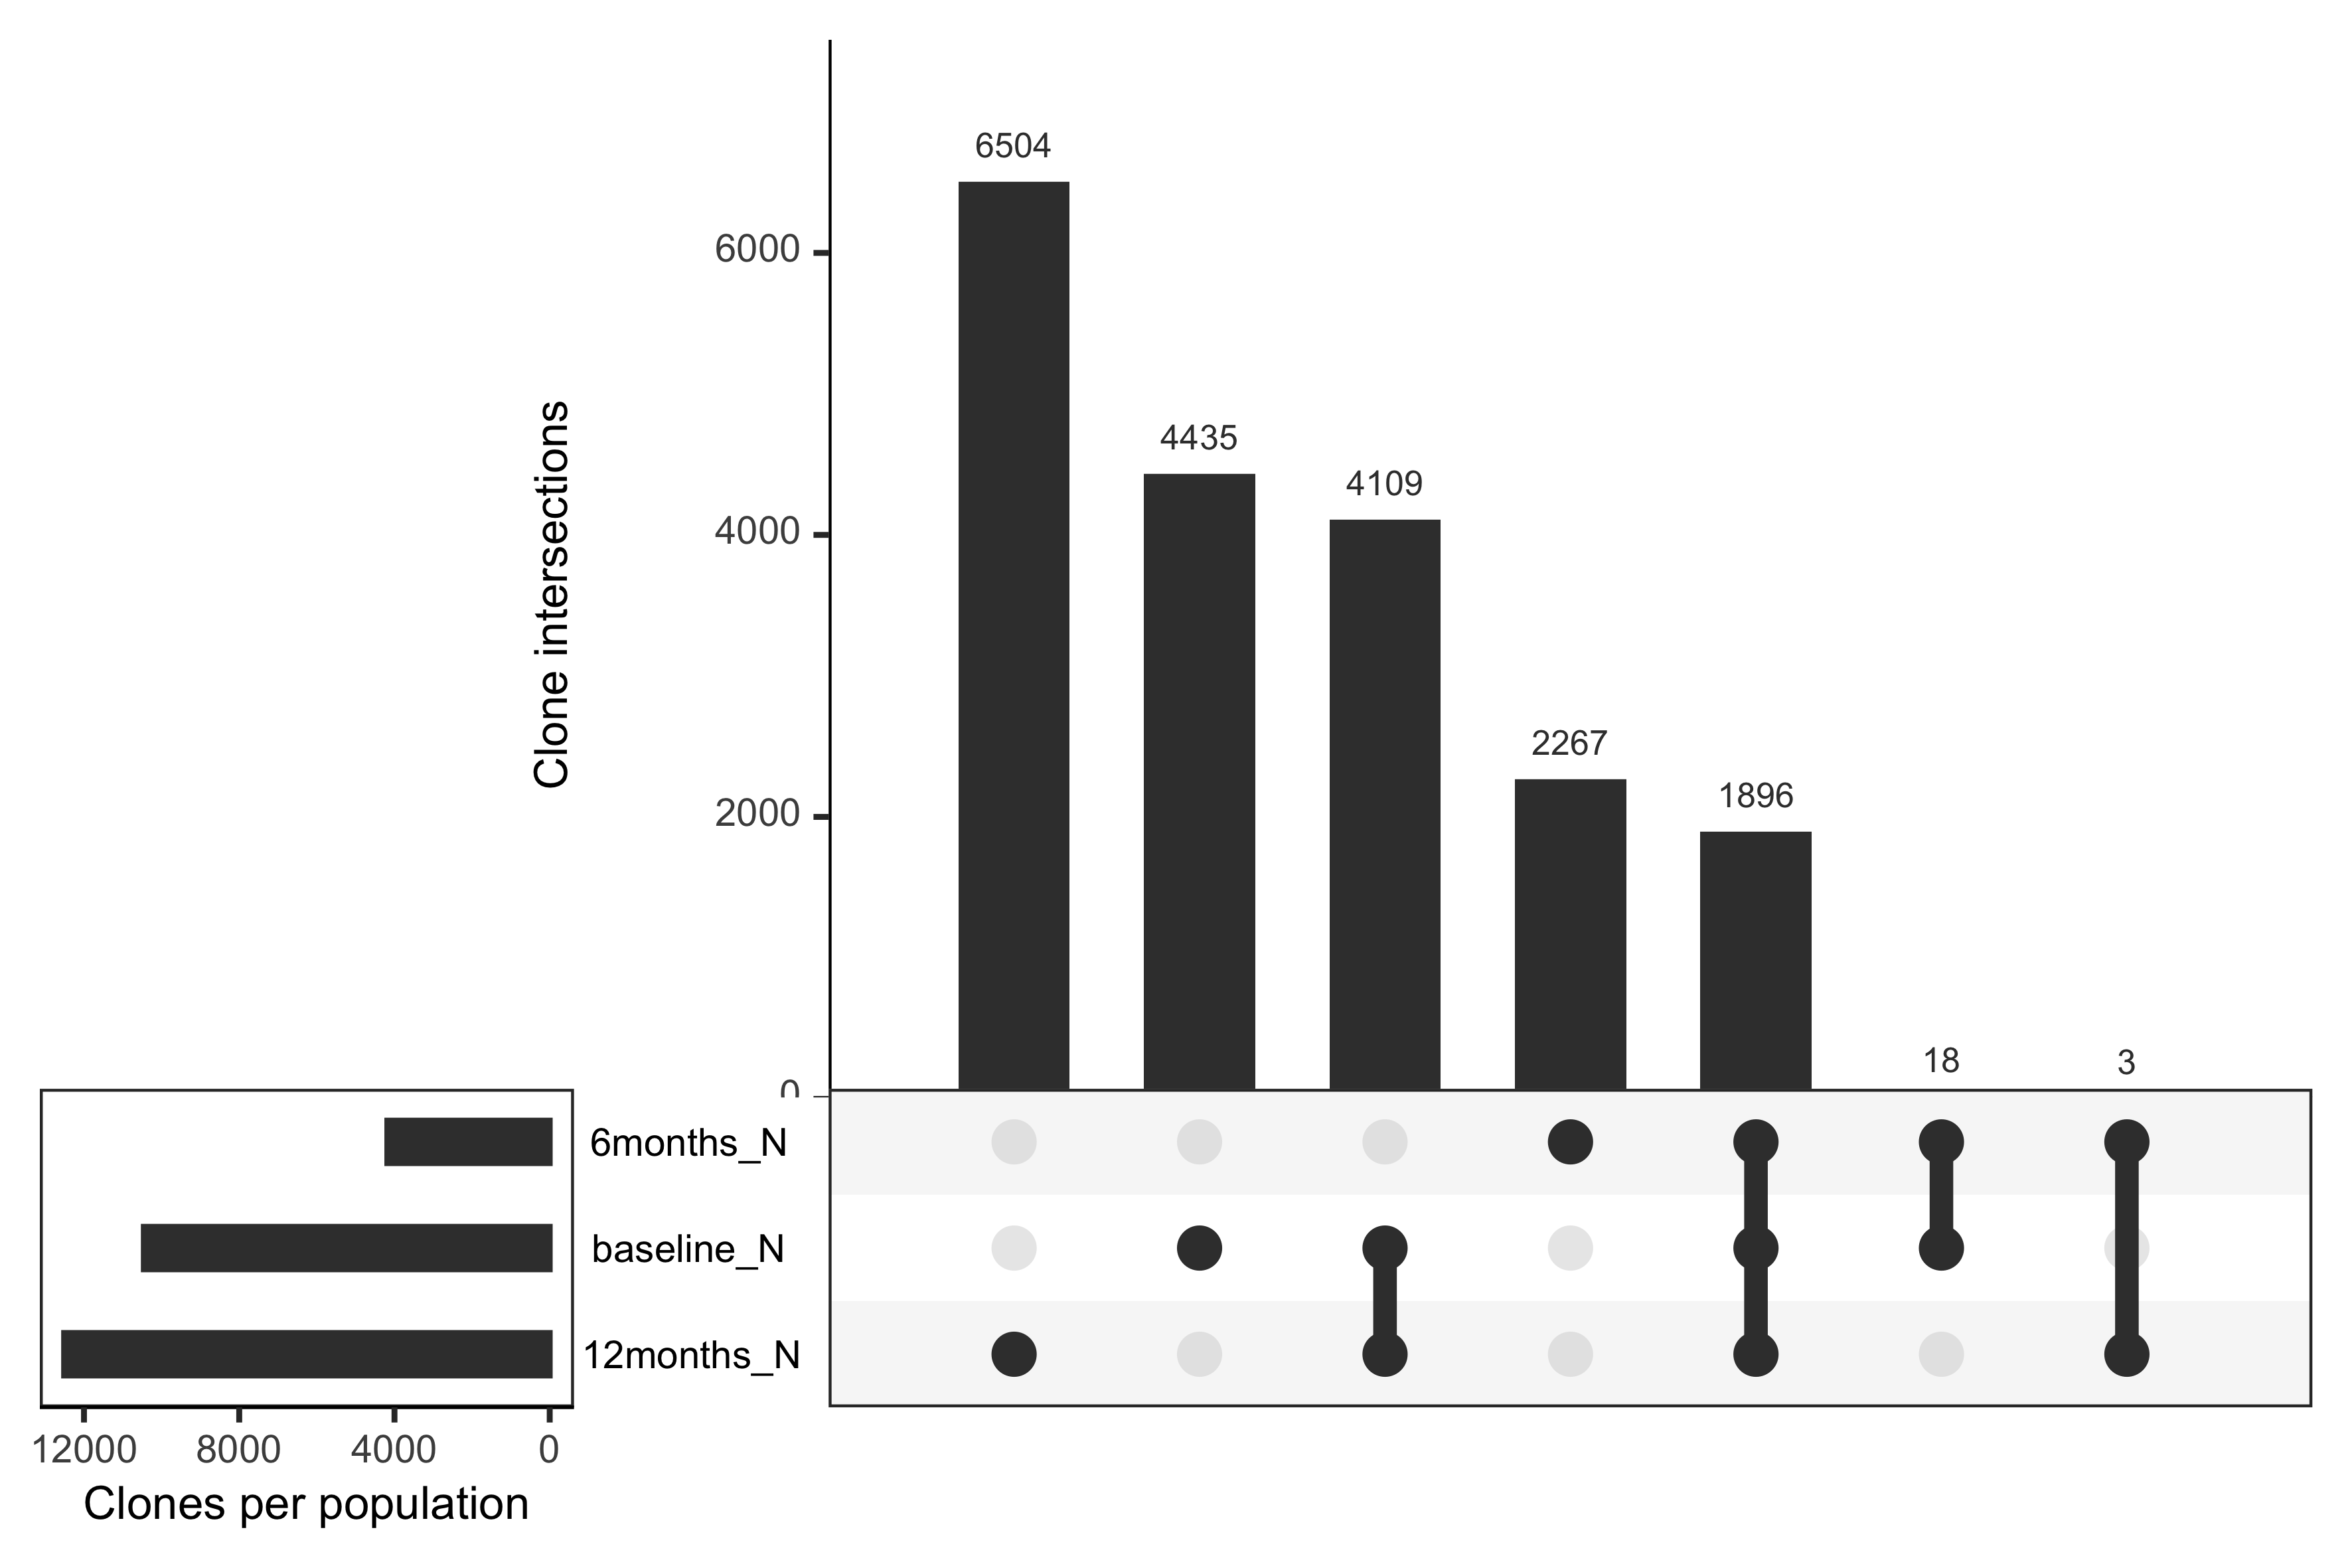 6504
4435
4109
2267
1896
18
3
6000
4000
2000
0
Clone intersections
6months_N
baseline_N
12months_N
12000 8000 4000 0
Clones per population